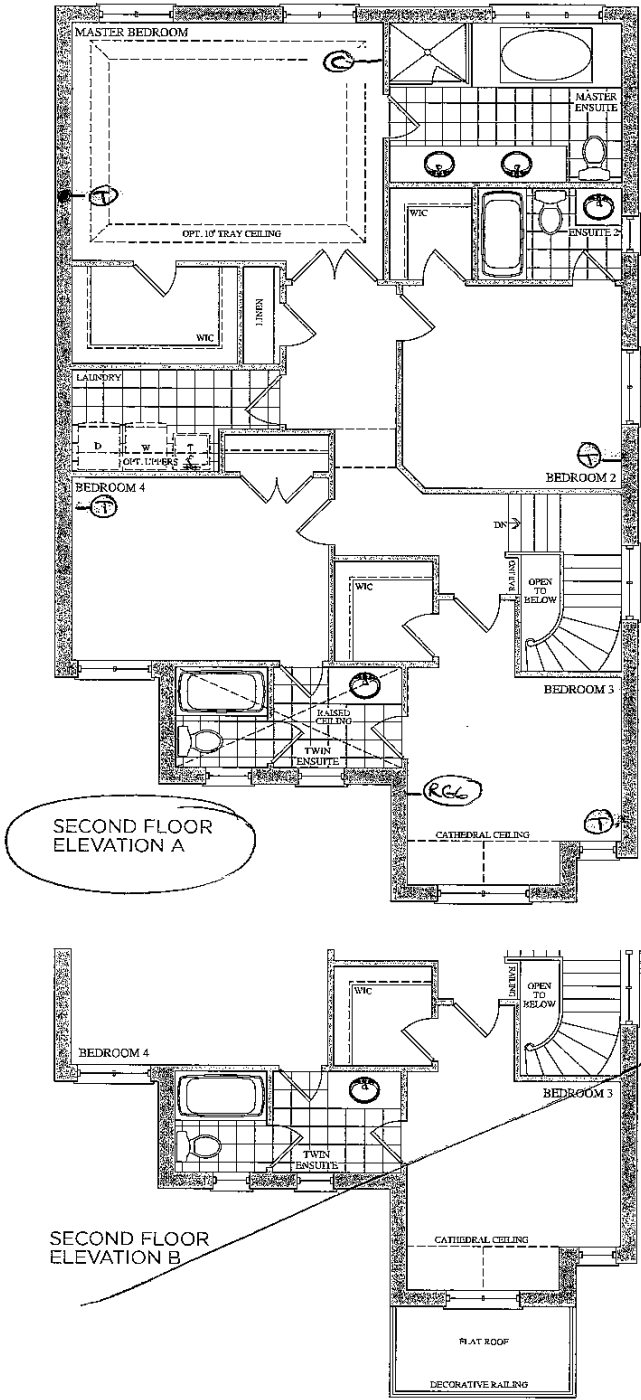 MASTER BEDROOM
C
MASTER
ENSUITE
T
OPT. 10' TRAY CEILING
WIC
ENSUITE 2
WIC
LINEN
LAUNDRY
D
W
T
OPT. UPPERS
BEDROOM 4
T
T
BEDROOM 2
DN
RAILING
OPEN
TO
BELOW
WIC
BEDROOM 3
RAISED
CEILING
TWIN
ENSUITE
RG6
T
CATHEDRAL CEILING
SECOND FLOOR
ELEVATION A
WIC
RAILING
OPEN
TO
BELOW
BEDROOM 4
BEDROOM 3
TWIN
ENSUITE
SECOND FLOOR
ELEVATION B
CATHEDRAL CEILING
FLAT ROOF
DECORATIVE RAILING